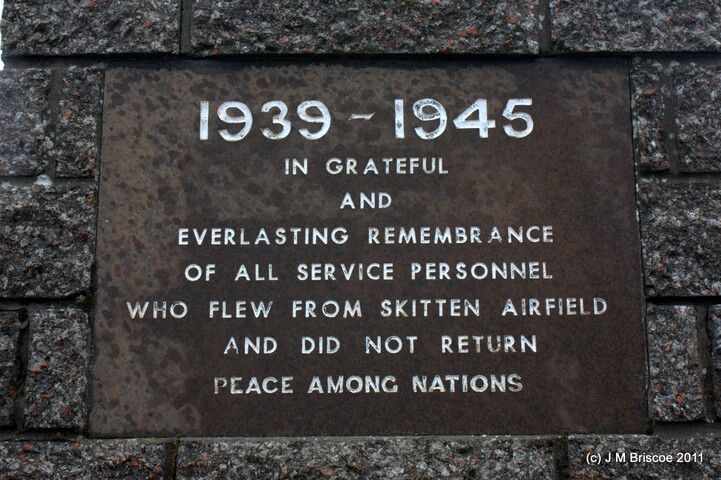 1939 - 1945
IN GRATEFUL
AND
EVERLASTING REMEMBRANCE
OF ALL SERVICE PERSONNEL
WHO FLEW FROM SKITTEN AIRFIELD
AND DID NOT RETURN
PEACE AMONG NATIONS
(c) J M Briscoe 2011